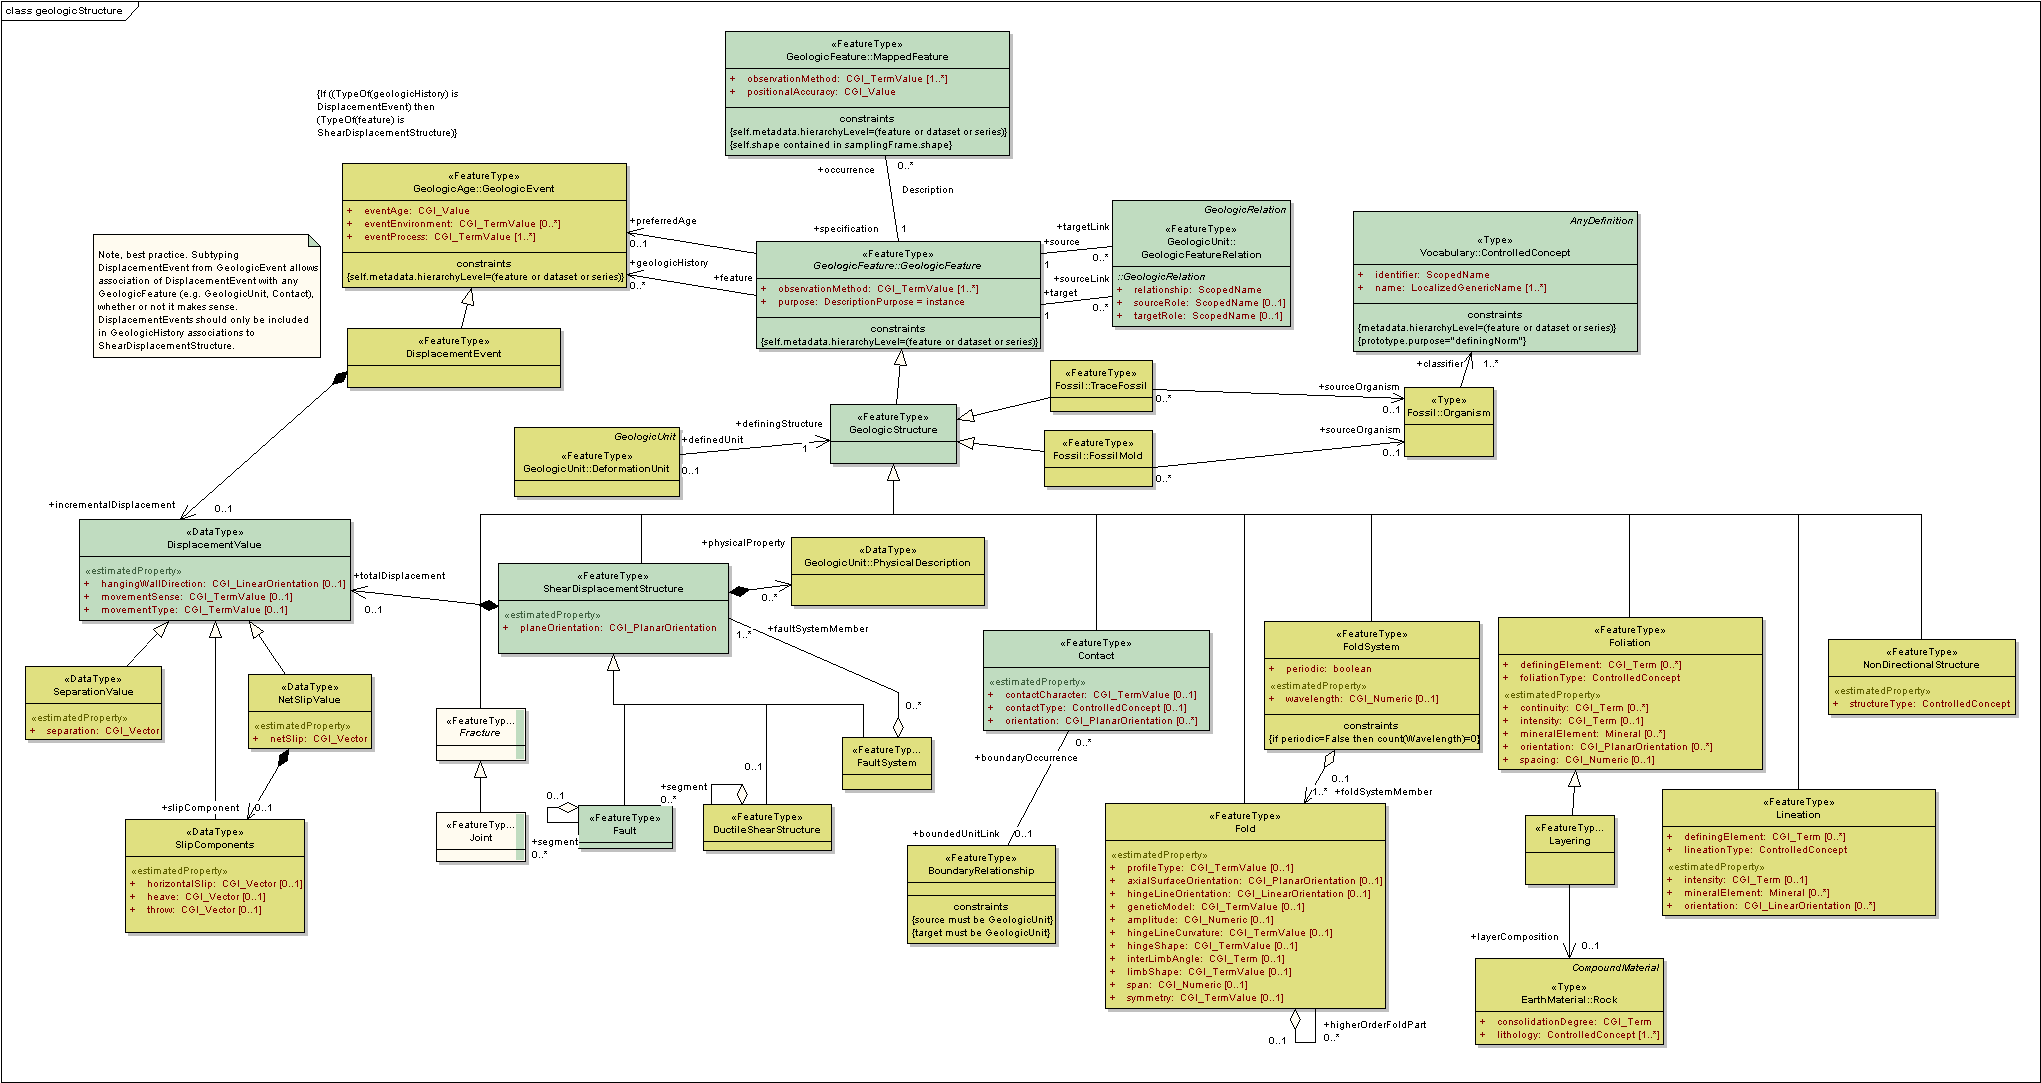 class geologicStructure
«FeatureType»
GeologicFeature::MappedFeature
+ observationMethod: CGI_TermValue [1..*]
+ positionalAccuracy: CGI_Value
constraints
{self.metadata.hierarchyLevel=(feature or dataset or series)}
{self.shape contained in samplingFrame.shape}
{If ((TypeOf(geologicHistory) is
DisplacementEvent) then
(TypeOf(feature) is
ShearDisplacementStructure)}
+occurrence
0..*
Description
+specification
1
«FeatureType»
GeologicAge::GeologicEvent
+ eventAge: CGI_Value
+ eventEnvironment: CGI_TermValue [0..*]
+ eventProcess: CGI_TermValue [1..*]
constraints
{self.metadata.hierarchyLevel=(feature or dataset or series)}
+preferredAge
0..1
+geologicHistory
0..*
+feature
«FeatureType»
GeologicFeature::GeologicFeature
+ observationMethod: CGI_TermValue [1..*]
+ purpose: DescriptionPurpose = instance
constraints
{self.metadata.hierarchyLevel=(feature or dataset or series)}
+targetLink
+source
1
0..*
+sourceLink
+target
1
0..*
GeologicRelation
«FeatureType»
GeologicUnit::
GeologicFeatureRelation
::GeologicRelation
+ relationship: ScopedName
+ sourceRole: ScopedName [0..1]
+ targetRole: ScopedName [0..1]
AnyDefinition
«Type»
Vocabulary::ControlledConcept
+ identifier: ScopedName
+ name: LocalizedGenericName [1..*]
constraints
{metadata.hierarchyLevel=(feature or dataset or series)}
{prototype.purpose="definingNorm"}
+classifier
1..*
Note, best practice. Subtyping
DisplacementEvent from GeologicEvent allows
association of DisplacementEvent with any
GeologicFeature (e.g. GeologicUnit, Contact),
whether or not it makes sense.
DisplacementEvents should only be included
in GeologicHistory associations to
ShearDisplacementStructure.
«FeatureType»
DisplacementEvent
«FeatureType»
Fossil::TraceFossil
0..*
+sourceOrganism
0..1
«Type»
Fossil::Organism
«FeatureType»
GeologicStructure
«FeatureType»
Fossil::FossilMold
0..*
+sourceOrganism
0..1
GeologicUnit
«FeatureType»
GeologicUnit::DeformationUnit
+definedUnit
0..1
+definingStructure
1
+incrementalDisplacement
0..1
«DataType»
DisplacementValue
«estimatedProperty»
+ hangingWallDirection: CGI_LinearOrientation [0..1]
+ movementSense: CGI_TermValue [0..1]
+ movementType: CGI_TermValue [0..1]
+totalDisplacement
0..1
«FeatureType»
ShearDisplacementStructure
«estimatedProperty»
+ planeOrientation: CGI_PlanarOrientation
+physicalProperty
0..*
«DataType»
GeologicUnit::PhysicalDescription
1..*
+faultSystemMember
0..*
«DataType»
SeparationValue
«estimatedProperty»
+ separation: CGI_Vector
«DataType»
NetSlipValue
«estimatedProperty»
+ netSlip: CGI_Vector
+slipComponent
0..1
«DataType»
SlipComponents
«estimatedProperty»
+ horizontalSlip: CGI_Vector [0..1]
+ heave: CGI_Vector [0..1]
+ throw: CGI_Vector [0..1]
«FeatureTyp...
Fracture
«FeatureTyp...
Joint
0..1
+segment
0..*
«FeatureType»
Fault
0..1
+segment
0..*
«FeatureType»
DuctileShearStructure
«FeatureTyp...
FaultSystem
«FeatureType»
Contact
«estimatedProperty»
+ contactCharacter: CGI_TermValue [0..1]
+ contactType: ControlledConcept [0..1]
+ orientation: CGI_PlanarOrientation [0..*]
0..*
+boundaryOccurrence
+boundedUnitLink
0..1
«FeatureType»
BoundaryRelationship
constraints
{source must be GeologicUnit}
{target must be GeologicUnit}
«FeatureType»
FoldSystem
+ periodic: boolean
«estimatedProperty»
+ wavelength: CGI_Numeric [0..1]
constraints
{if periodic=False then count(Wavelength)=0}
0..1
1..*
+foldSystemMember
«FeatureType»
Fold
«estimatedProperty»
+ profileType: CGI_TermValue [0..1]
+ axialSurfaceOrientation: CGI_PlanarOrientation [0..1]
+ hingeLineOrientation: CGI_LinearOrientation [0..1]
+ geneticModel: CGI_TermValue [0..1]
+ amplitude: CGI_Numeric [0..1]
+ hingeLineCurvature: CGI_TermValue [0..1]
+ hingeShape: CGI_TermValue [0..1]
+ interLimbAngle: CGI_Term [0..1]
+ limbShape: CGI_TermValue [0..1]
+ span: CGI_Numeric [0..1]
+ symmetry: CGI_TermValue [0..1]
+higherOrderFoldPart
0..1
0..*
«FeatureType»
Foliation
+ definingElement: CGI_Term [0..*]
+ foliationType: ControlledConcept
«estimatedProperty»
+ continuity: CGI_Term [0..*]
+ intensity: CGI_Term [0..1]
+ mineralElement: Mineral [0..*]
+ orientation: CGI_PlanarOrientation [0..*]
+ spacing: CGI_Numeric [0..1]
«FeatureTyp...
Layering
+layerComposition
0..1
CompoundMaterial
«Type»
EarthMaterial::Rock
+ consolidationDegree: CGI_Term
+ lithology: ControlledConcept [1..*]
«FeatureType»
NonDirectionalStructure
«estimatedProperty»
+ structureType: ControlledConcept
«FeatureType»
Lineation
+ definingElement: CGI_Term [0..*]
+ lineationType: ControlledConcept
«estimatedProperty»
+ intensity: CGI_Term [0..1]
+ mineralElement: Mineral [0..*]
+ orientation: CGI_LinearOrientation [0..*]